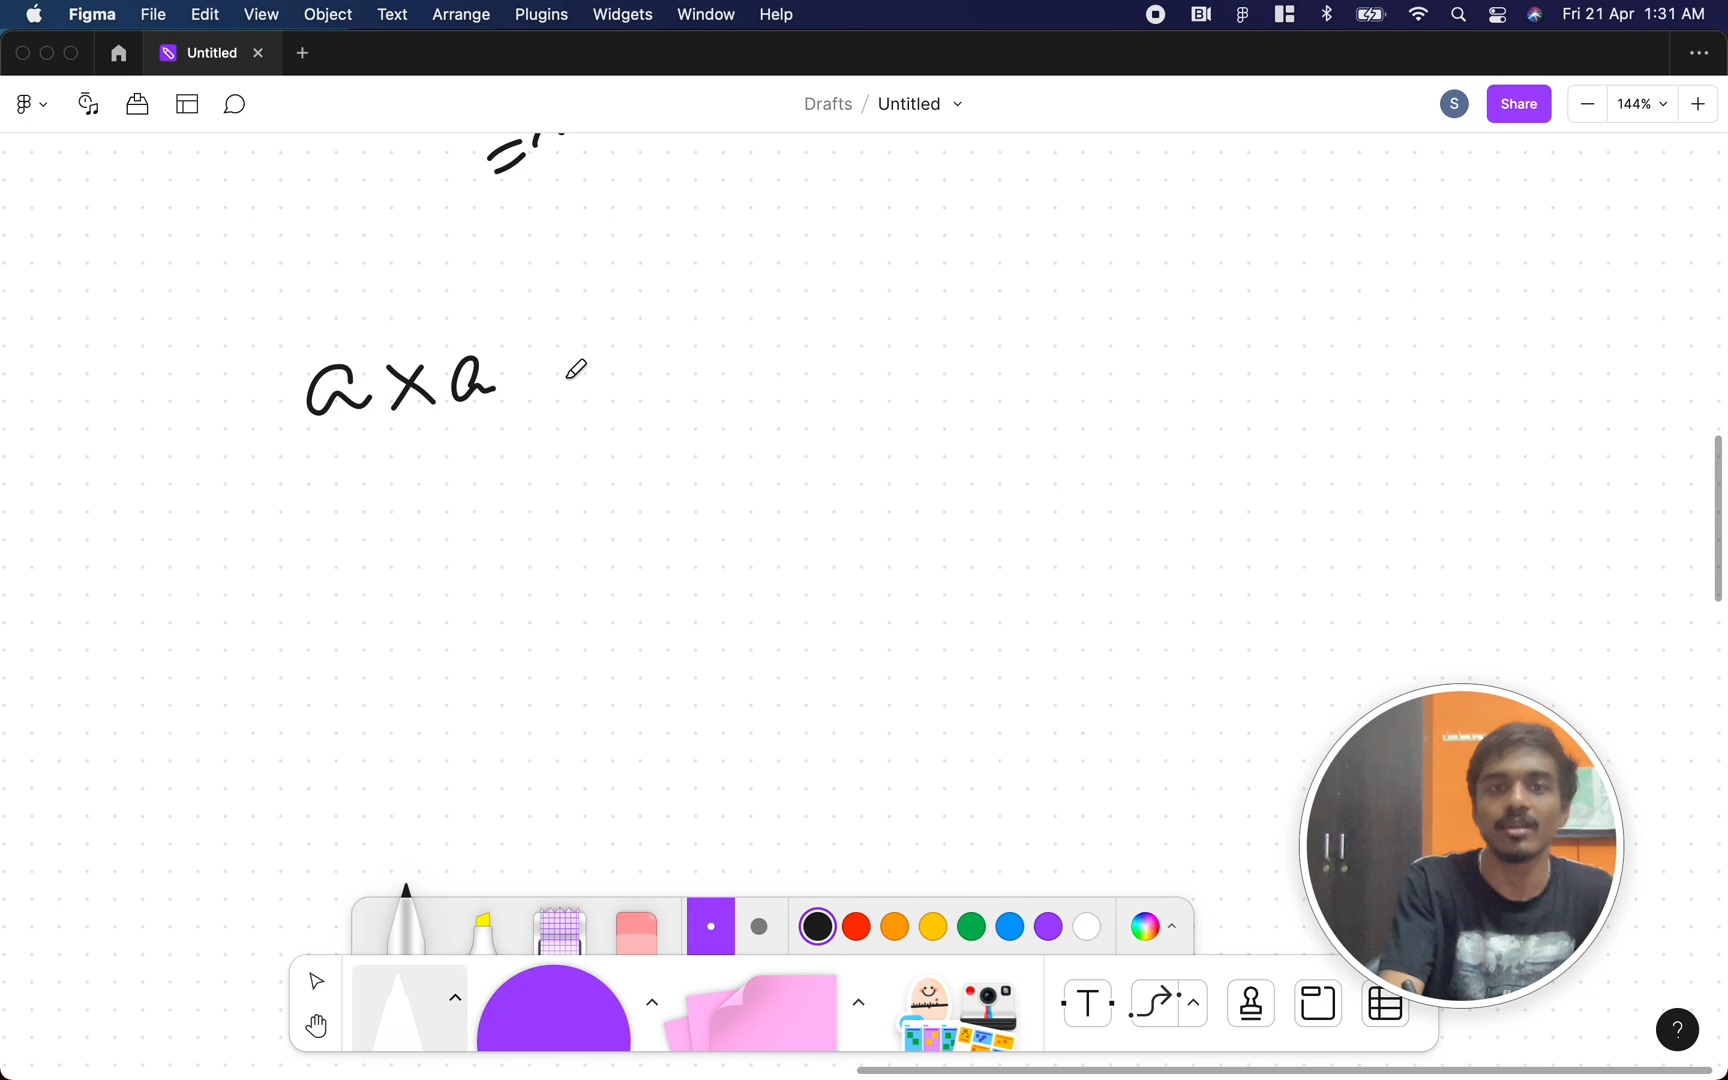 Figma File Edit View Object Text Arrange Plugins Widgets Window Help Fri 21 Apr 1:31 AM
Untitled
Drafts / Untitled S Share 144%
=
a × a
T
?